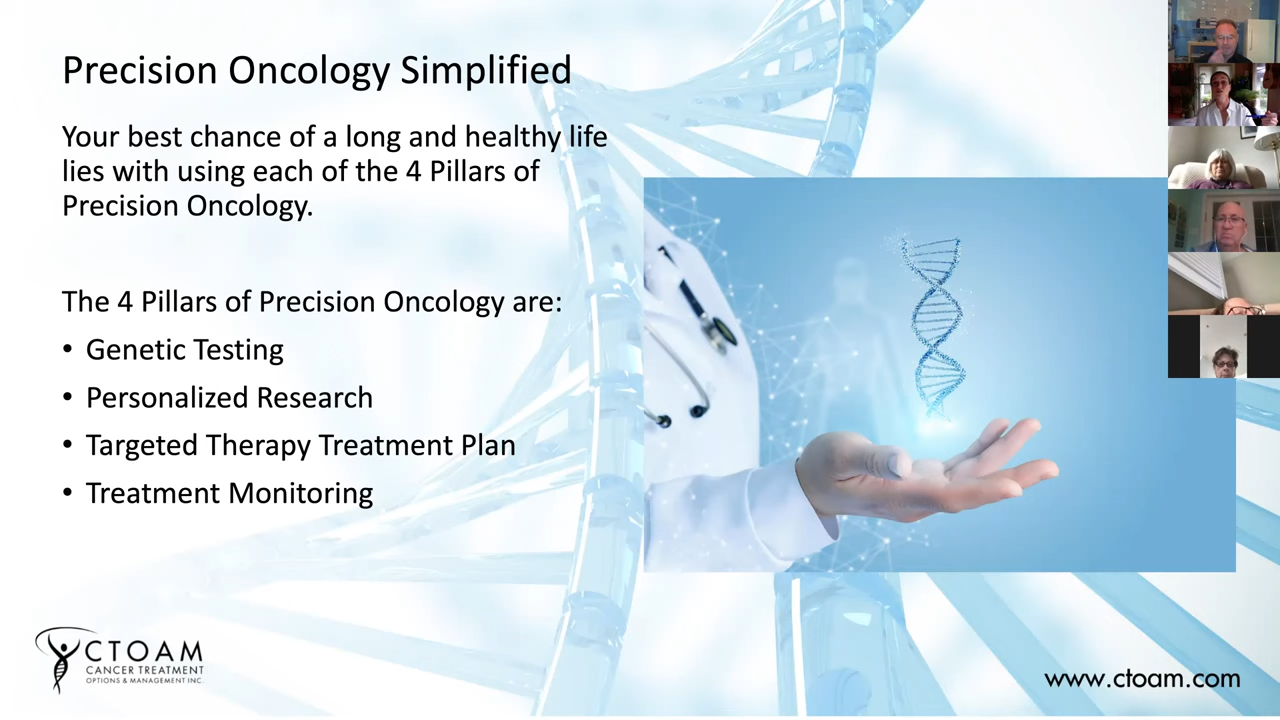 Precision Oncology Simplified
Your best chance of a long and healthy life
lies with using each of the 4 Pillars of
Precision Oncology.
The 4 Pillars of Precision Oncology are:
• Genetic Testing
• Personalized Research
• Targeted Therapy Treatment Plan
• Treatment Monitoring
CTOAM
CANCER TREATMENT
OPTIONS & MANAGEMENT INC.
www.ctoam.com